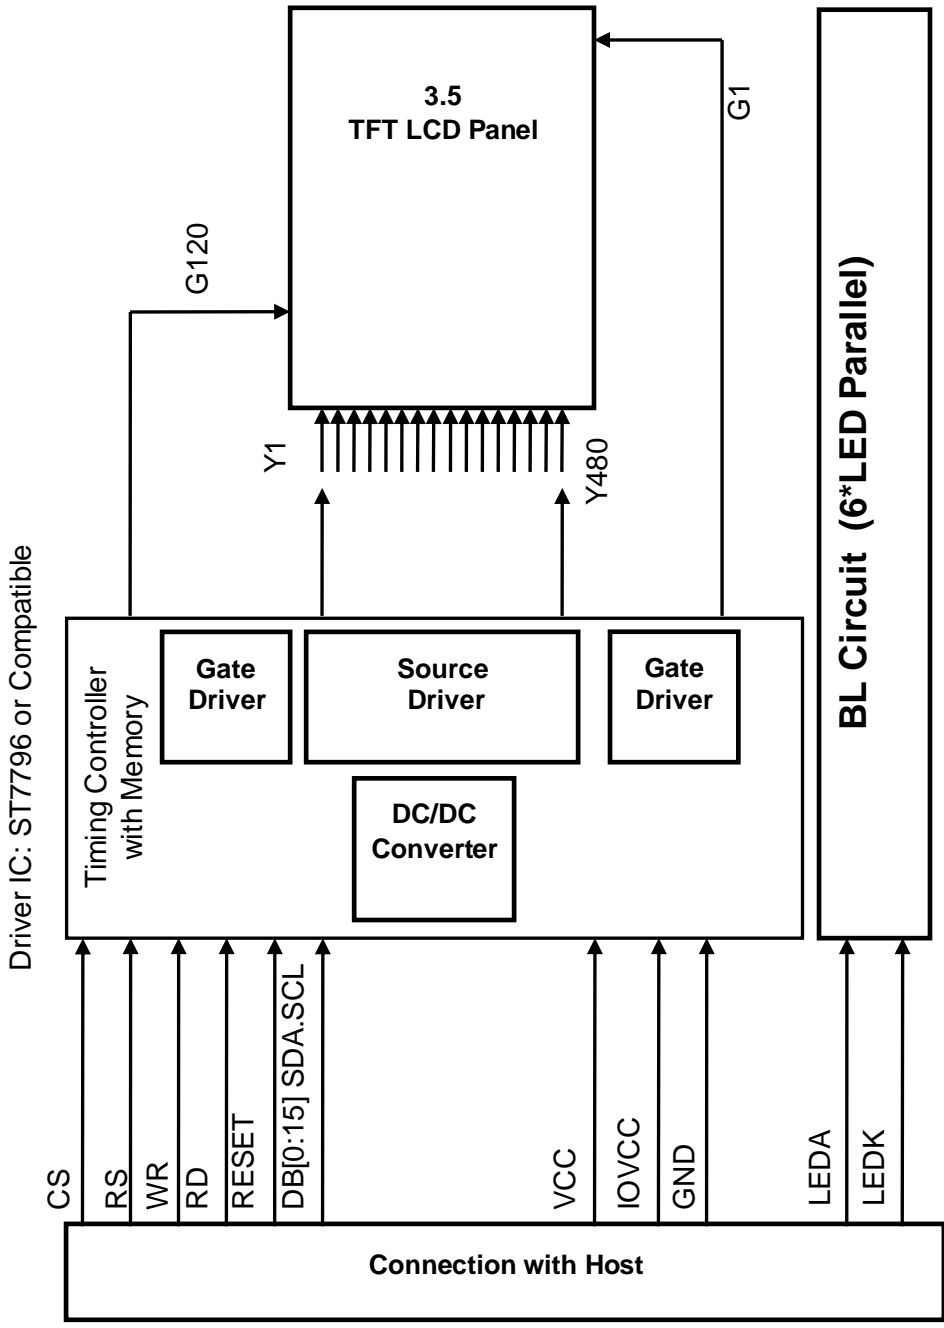 3.5
TFT LCD Panel
G1
G120
Y1
Y480
BL Circuit (6*LED Parallel)
Driver IC: ST7796 or Compatible
Timing Controller
with Memory
Gate
Driver
Source
Driver
Gate
Driver
DC/DC
Converter
CS
RS
WR
RD
RESET
DB[0:15] SDA.SCL
VCC
IOVCC
GND
LEDA
LEDK
Connection with Host